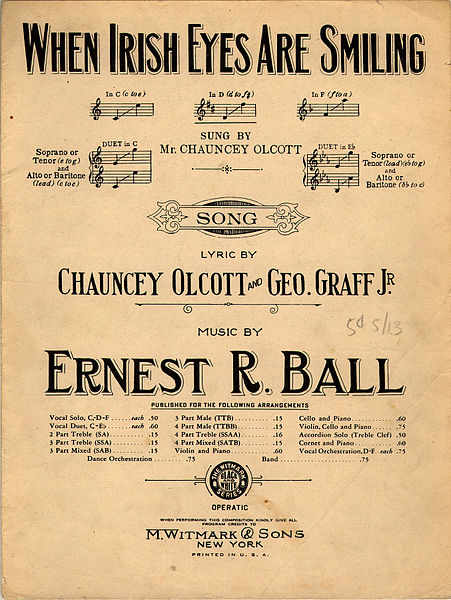 WHEN IRISH EYES ARE SMILING
In C (c to e) In D (d to f♯) In F (f to a)
SUNG BY
Mr. CHAUNCEY OLCOTT
DUET in C
Soprano or
Tenor (e to g)
and
Alto or Baritone
(lead) (c to e)
DUET in E♭
Soprano or
Tenor (lead) (e♭ to g)
and
Alto or
Baritone (b♭ to c)
SONG
LYRIC BY
CHAUNCEY OLCOTT AND GEO. GRAFF JR.
MUSIC BY
5d 5/13
ERNEST R. BALL
PUBLISHED FOR THE FOLLOWING ARRANGEMENTS
Vocal Solo, C,-D-F ..... each .50
Vocal Duet, C-E♭ ..... each .60
2 Part Treble (SA) ..... .15
3 Part Treble (SSA) ..... .15
3 Part Mixed (SAB) ..... .15
3 Part Male (TTB) ..... .15
4 Part Male (TTBB) ..... .15
4 Part Treble (SSAA) ..... .16
4 Part Mixed (SATB) ..... .15
Violin and Piano ..... .60
Cello and Piano ..... .60
Violin, Cello and Piano ..... .75
Accordion Solo (Treble Clef) .50
Cornet and Piano ..... .60
Vocal Orchestration, D-F each .75
Dance Orchestration ..... .75 Band ..... .75
THE WITMARK
BLACK AND WHITE
SERIES
OPERATIC
WHEN PERFORMING THIS COMPOSITION KINDLY GIVE ALL
PROGRAM CREDITS TO
M. WITMARK & SONS
NEW YORK
PRINTED IN U. S. A.